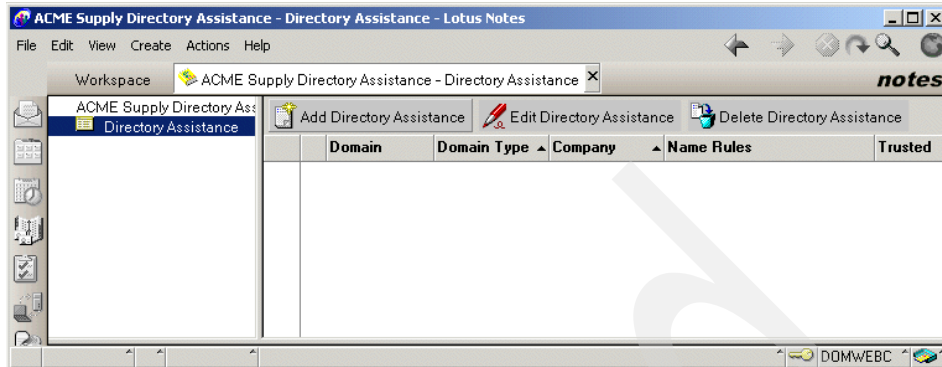 ACME Supply Directory Assistance - Directory Assistance - Lotus Notes
File Edit View Create Actions Help
Workspace ACME Supply Directory Assistance - Directory Assistance notes
ACME Supply Directory Ass
Directory Assistance
Add Directory Assistance Edit Directory Assistance Delete Directory Assistance
Domain Domain Type Company Name Rules Trusted
DOMWEBC